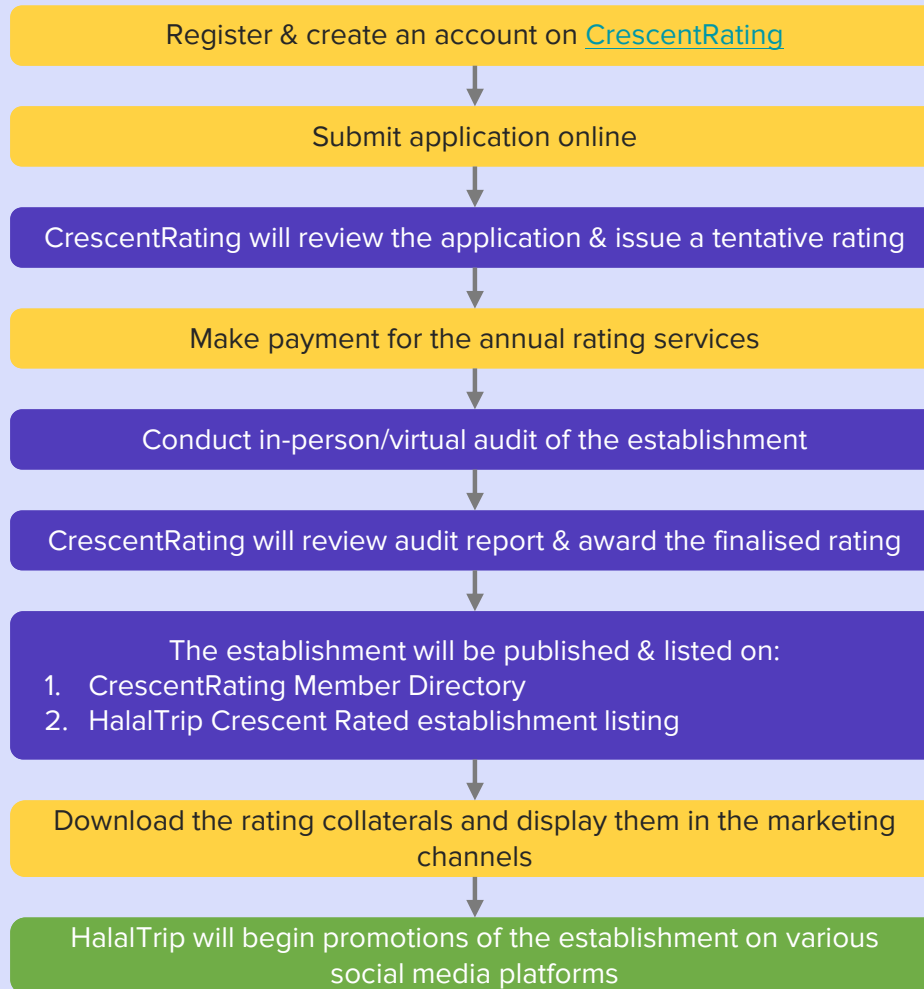 Register & create an account on CrescentRating
Submit application online
CrescentRating will review the application & issue a tentative rating
Make payment for the annual rating services
Conduct in-person/virtual audit of the establishment
CrescentRating will review audit report & award the finalised rating
The establishment will be published & listed on:
1. CrescentRating Member Directory
2. HalalTrip Crescent Rated establishment listing
Download the rating collaterals and display them in the marketing
channels
HalalTrip will begin promotions of the establishment on various
social media platforms